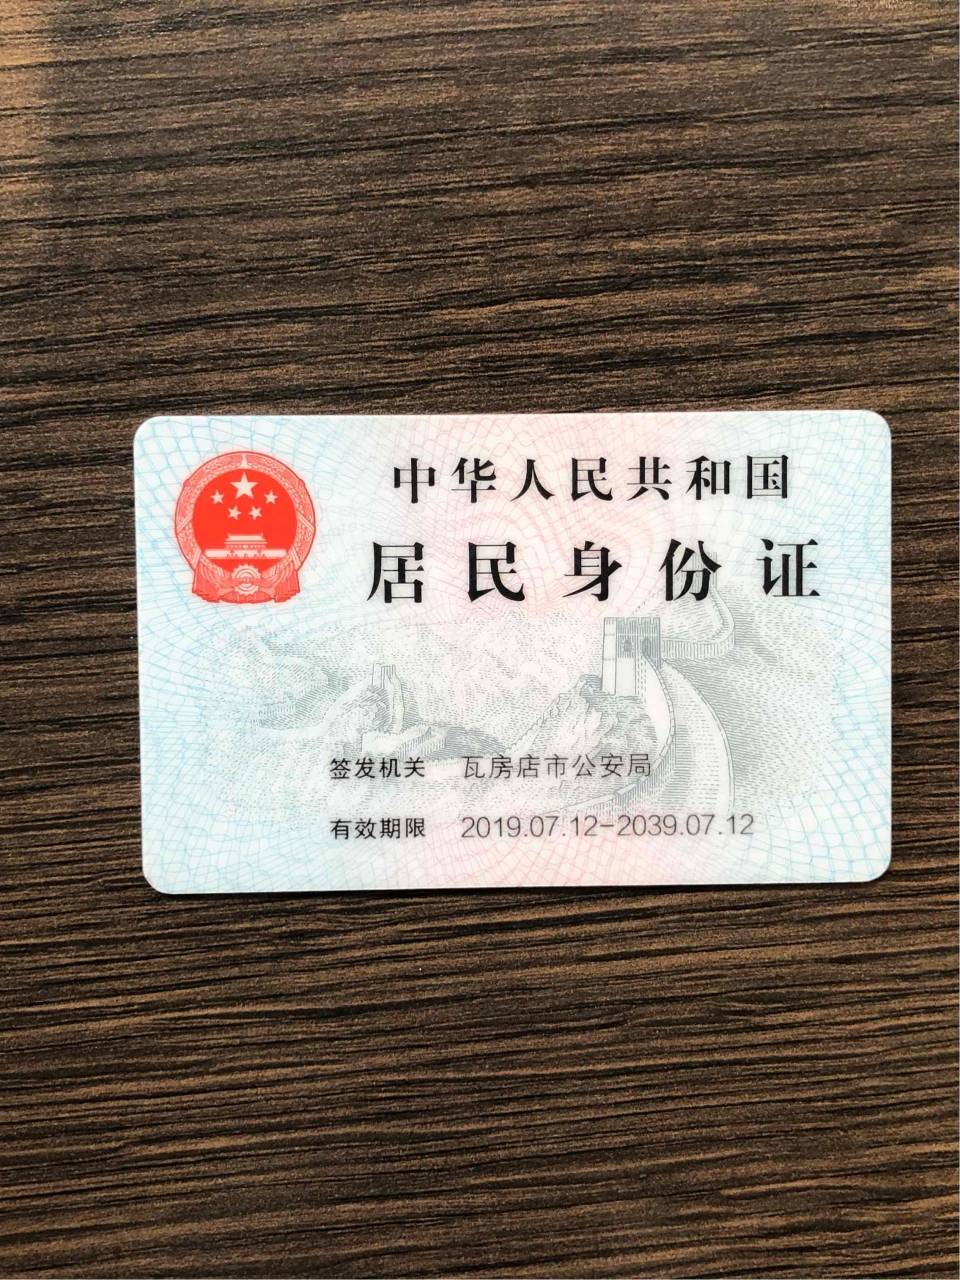 中华人民共和国
居民身份证
签发机关 瓦房店市公安局
有效期限 2019.07.12-2039.07.12